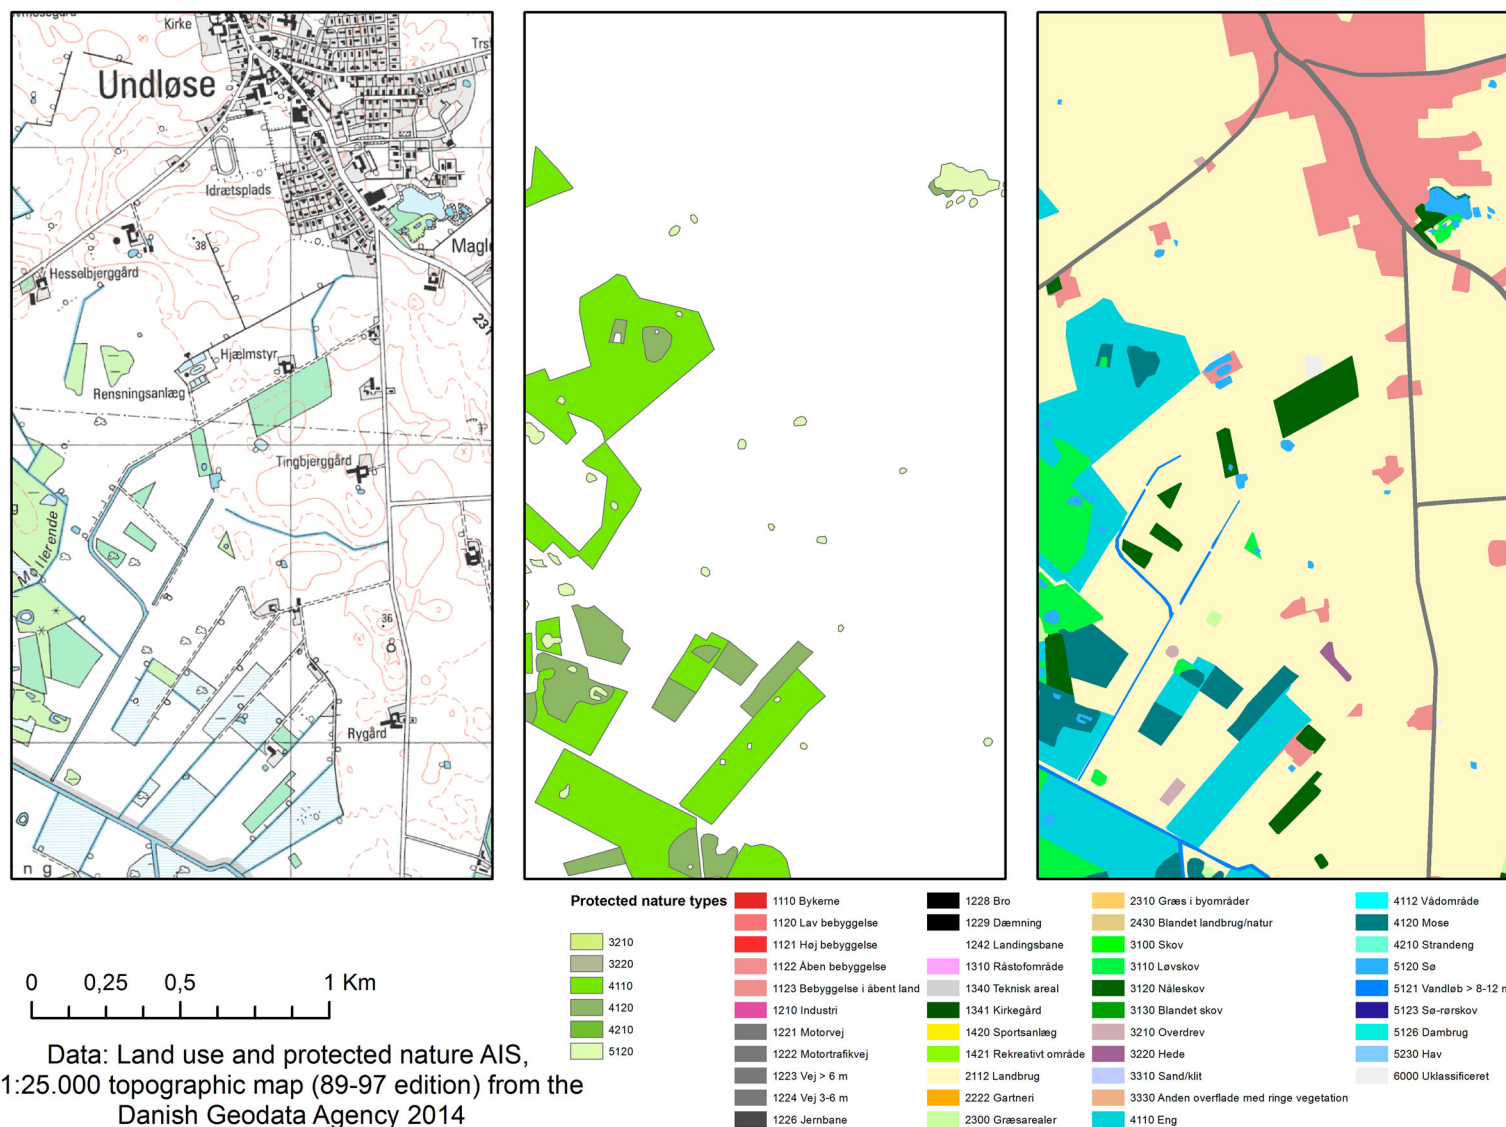 Kirke
Undløse
Idrætsplads
38
Magl
Hesselbjerggård
231
Hjælmstyr
Rensningsanlæg
Tingbjerggård
g
Møllerende
36
Rygård
n g
Protected nature types
3210
3220
4110
4120
4210
5120
1110 Bykerne
1120 Lav bebyggelse
1121 Høj bebyggelse
1122 Åben bebyggelse
1123 Bebyggelse i åbent land
1210 Industri
1221 Motorvej
1222 Motortrafikvej
1223 Vej > 6 m
1224 Vej 3-6 m
1226 Jernbane
1228 Bro
1229 Dæmning
1242 Landingsbane
1310 Råstofområde
1340 Teknisk areal
1341 Kirkegård
1420 Sportsanlæg
1421 Rekreativt område
2112 Landbrug
2222 Gartneri
2300 Græsarealer
2310 Græs i byområder
2430 Blandet landbrug/natur
3100 Skov
3110 Løvskov
3120 Nåleskov
3130 Blandet skov
3210 Overdrev
3220 Hede
3310 Sand/klit
3330 Anden overflade med ringe vegetation
4110 Eng
4112 Vådområde
4120 Mose
4210 Strandeng
5120 Sø
5121 Vandløb > 8-12 m
5123 Sø-rørskov
5126 Dambrug
5230 Hav
6000 Uklassificeret
0 0,25 0,5 1 Km
Data: Land use and protected nature AIS,
1:25.000 topographic map (89-97 edition) from the
Danish Geodata Agency 2014